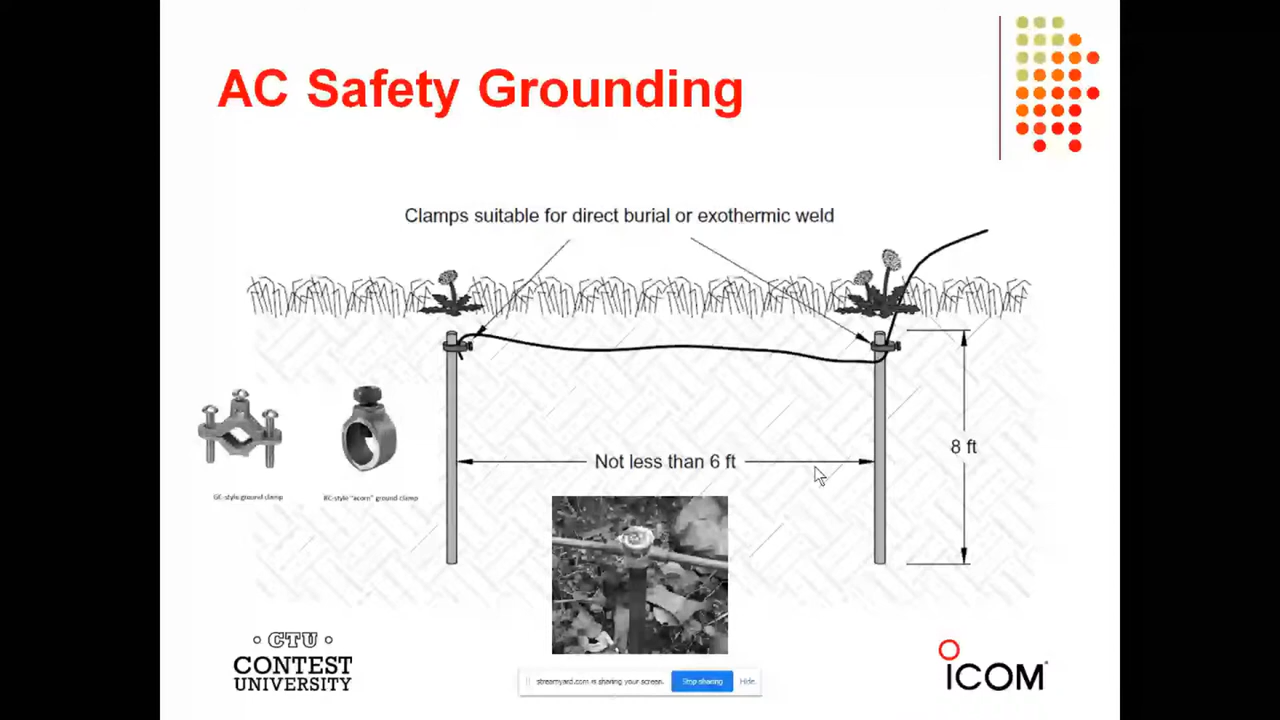 AC Safety Grounding
Clamps suitable for direct burial or exothermic weld
8 ft
Not less than 6 ft
GC-style ground clamp
BC-style "acorn" ground clamp
CTU
CONTEST
UNIVERSITY
streamyard.com is sharing your screen.
Stop sharing
Hide
ICOM